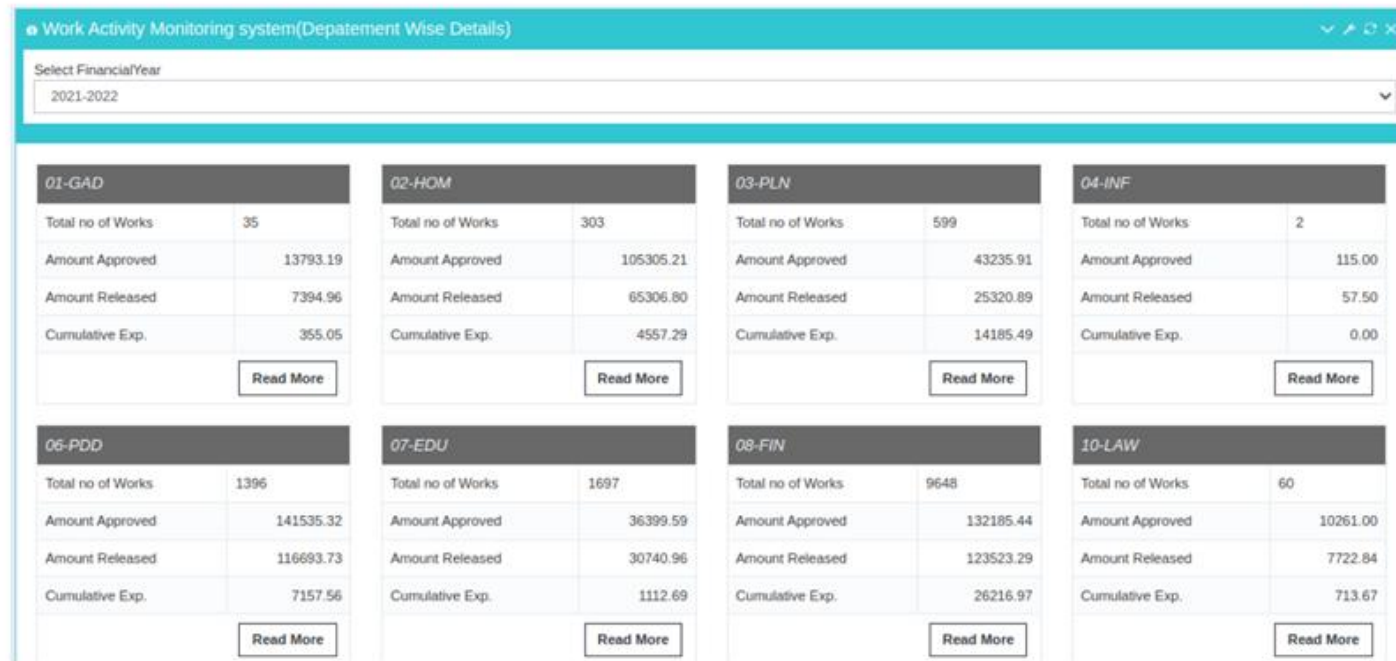 Work Activity Monitoring system(Depatement Wise Details)
Select FinancialYear
2021-2022
01-GAD
Total no of Works 35
Amount Approved 13793.19
Amount Released 7394.96
Cumulative Exp. 355.05
Read More
02-HOM
Total no of Works 303
Amount Approved 105305.21
Amount Released 65306.80
Cumulative Exp. 4557.29
Read More
03-PLN
Total no of Works 599
Amount Approved 43235.91
Amount Released 25320.89
Cumulative Exp. 14185.49
Read More
04-INF
Total no of Works 2
Amount Approved 115.00
Amount Released 57.50
Cumulative Exp. 0.00
Read More
06-PDD
Total no of Works 1396
Amount Approved 141535.32
Amount Released 116693.73
Cumulative Exp. 7157.56
Read More
07-EDU
Total no of Works 1697
Amount Approved 36399.59
Amount Released 30740.96
Cumulative Exp. 1112.69
Read More
08-FIN
Total no of Works 9648
Amount Approved 132185.44
Amount Released 123523.29
Cumulative Exp. 26216.97
Read More
10-LAW
Total no of Works 60
Amount Approved 10261.00
Amount Released 7722.84
Cumulative Exp. 713.67
Read More